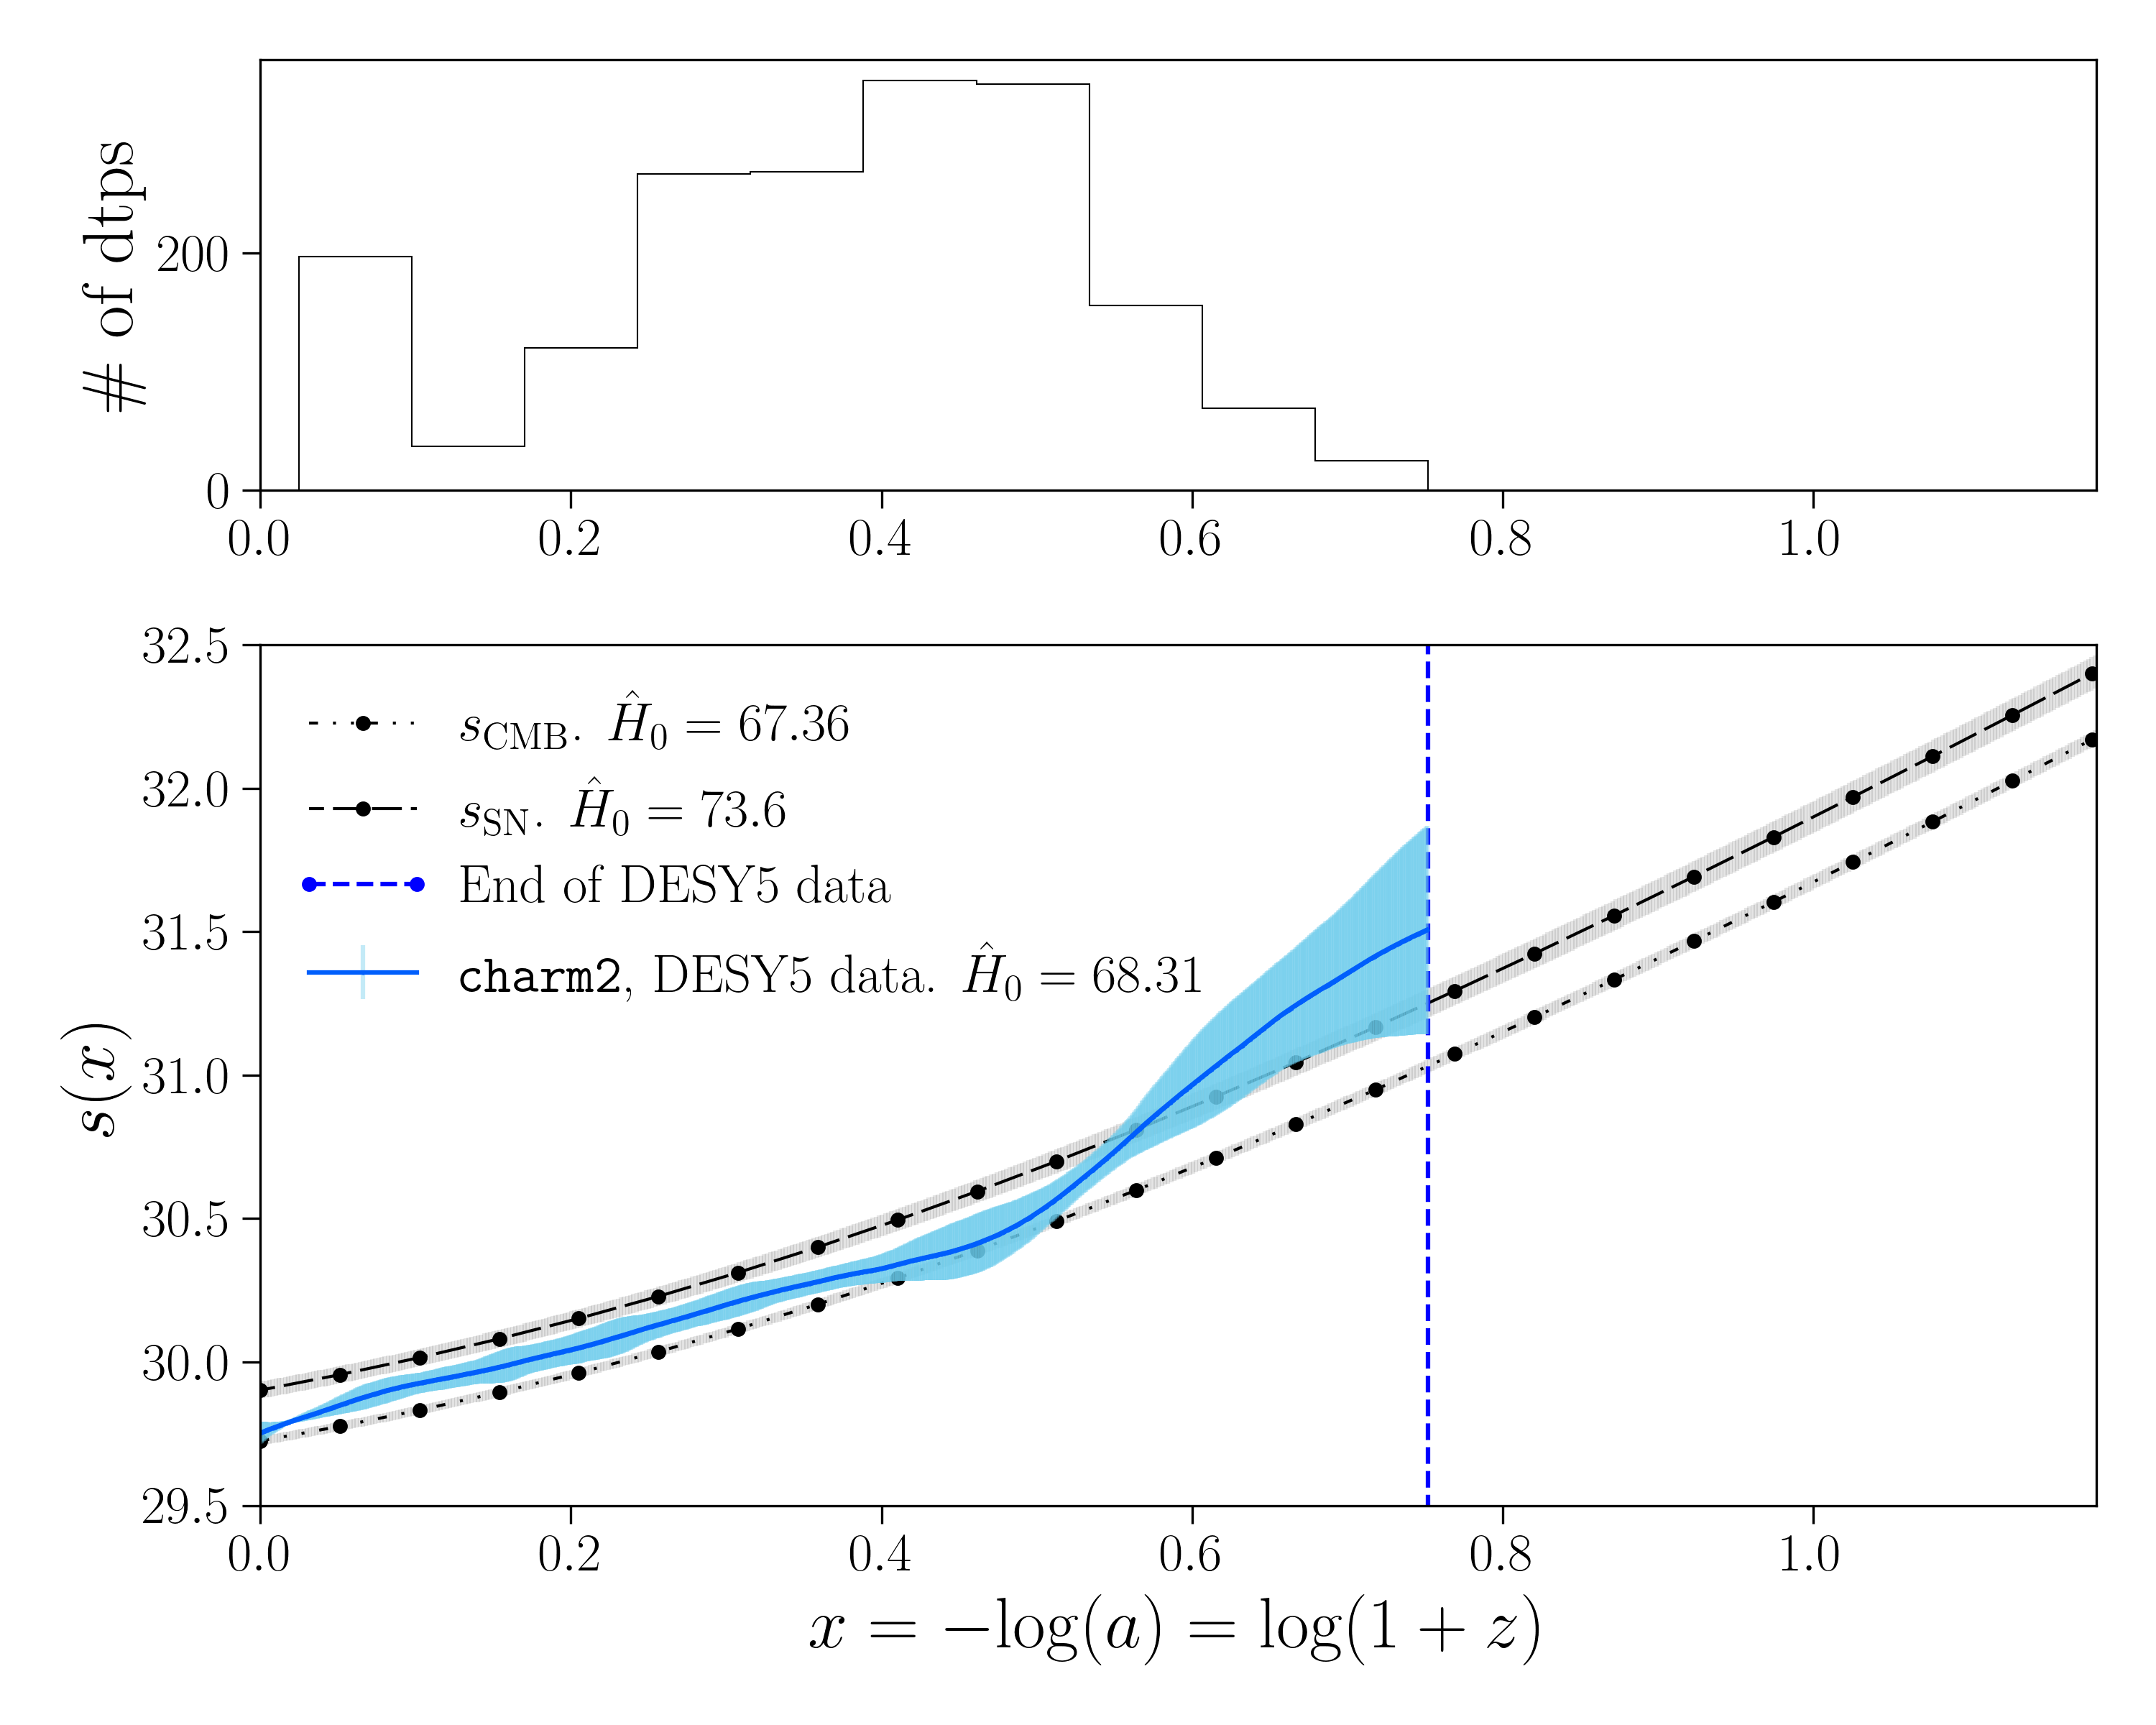 # of dtps
200
0
0.0 0.2 0.4 0.6 0.8 1.0
s(x)
32.5
32.0
31.5
31.0
30.5
30.0
29.5
s_CMB. Ĥ_0 = 67.36
s_SN. Ĥ_0 = 73.6
End of DESY5 data
charm2, DESY5 data. Ĥ_0 = 68.31
0.0 0.2 0.4 0.6 0.8 1.0
x = −log(a) = log(1 + z)